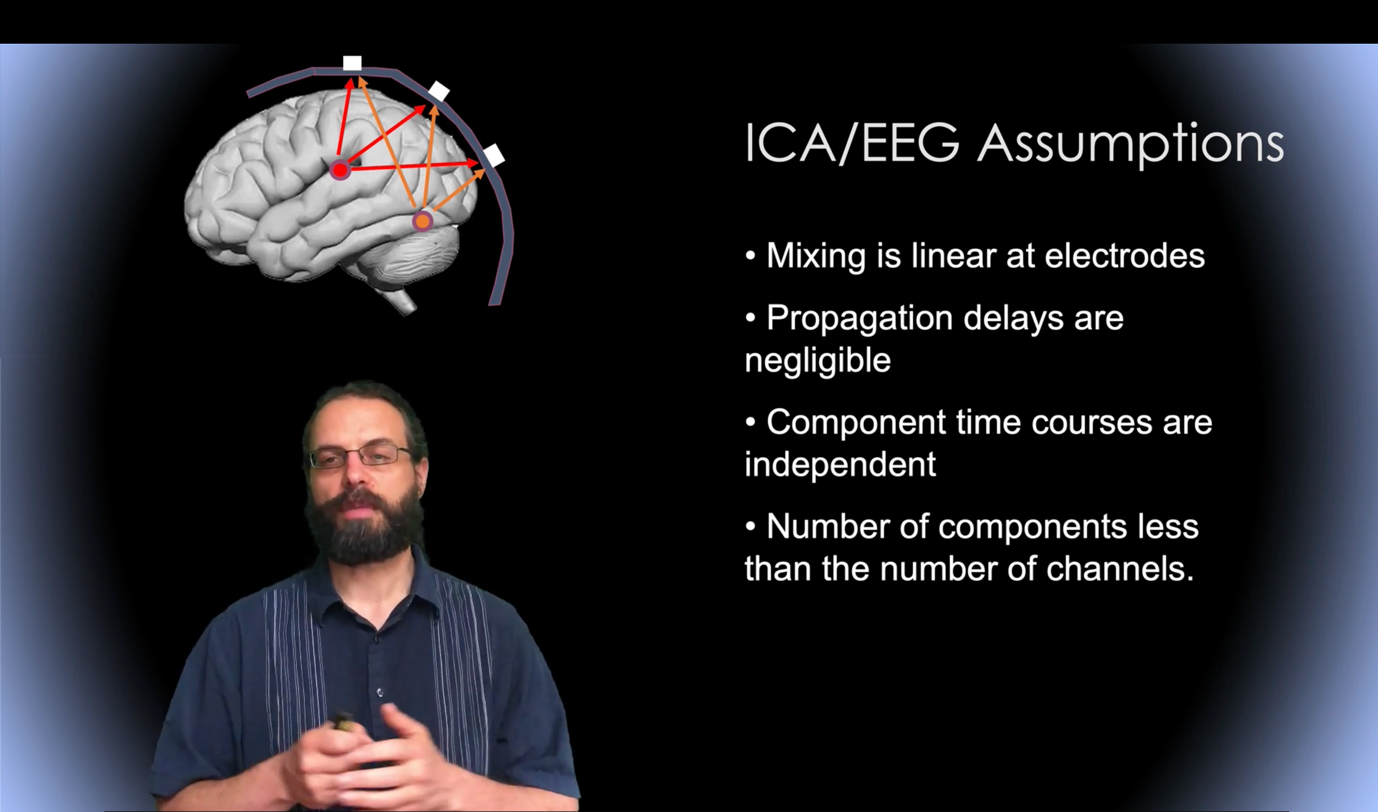 ICA/EEG Assumptions
• Mixing is linear at electrodes
• Propagation delays are
negligible
• Component time courses are
independent
• Number of components less
than the number of channels.